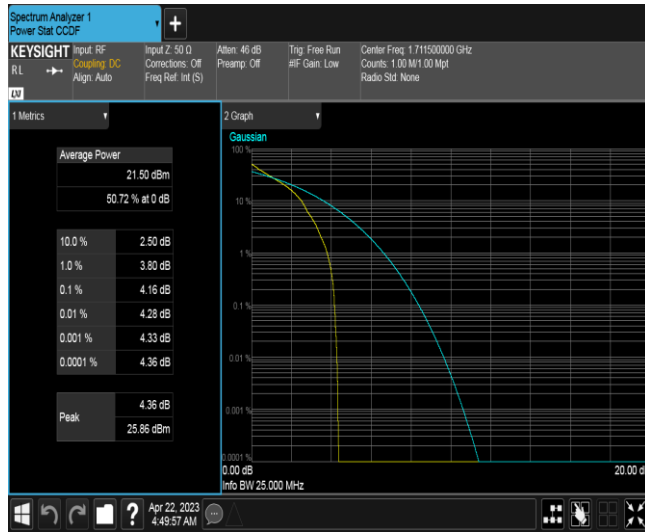 Spectrum Analyzer 1
Power Stat CCDF
+
KEYSIGHT
RL
LXI
Input: RF
Coupling: DC
Align: Auto
Input Z: 50 Ω
Corrections: Off
Freq Ref: Int (S)
Atten: 46 dB
Preamp: Off
Trig: Free Run
#IF Gain: Low
Center Freq: 1.711500000 GHz
Counts: 1.00 M/1.00 Mpt
Radio Std: None
1 Metrics
Average Power
21.50 dBm
50.72 % at 0 dB
10.0 % 2.50 dB
1.0 % 3.80 dB
0.1 % 4.16 dB
0.01 % 4.28 dB
0.001 % 4.33 dB
0.0001 % 4.36 dB
Peak
4.36 dB
25.86 dBm
2 Graph
Gaussian
100 %
10 %
1 %
0.1 %
0.01 %
0.001 %
0.0001 %
0.00 dB
20.00 d
Info BW 25.000 MHz
?
Apr 22, 2023
4:49:57 AM